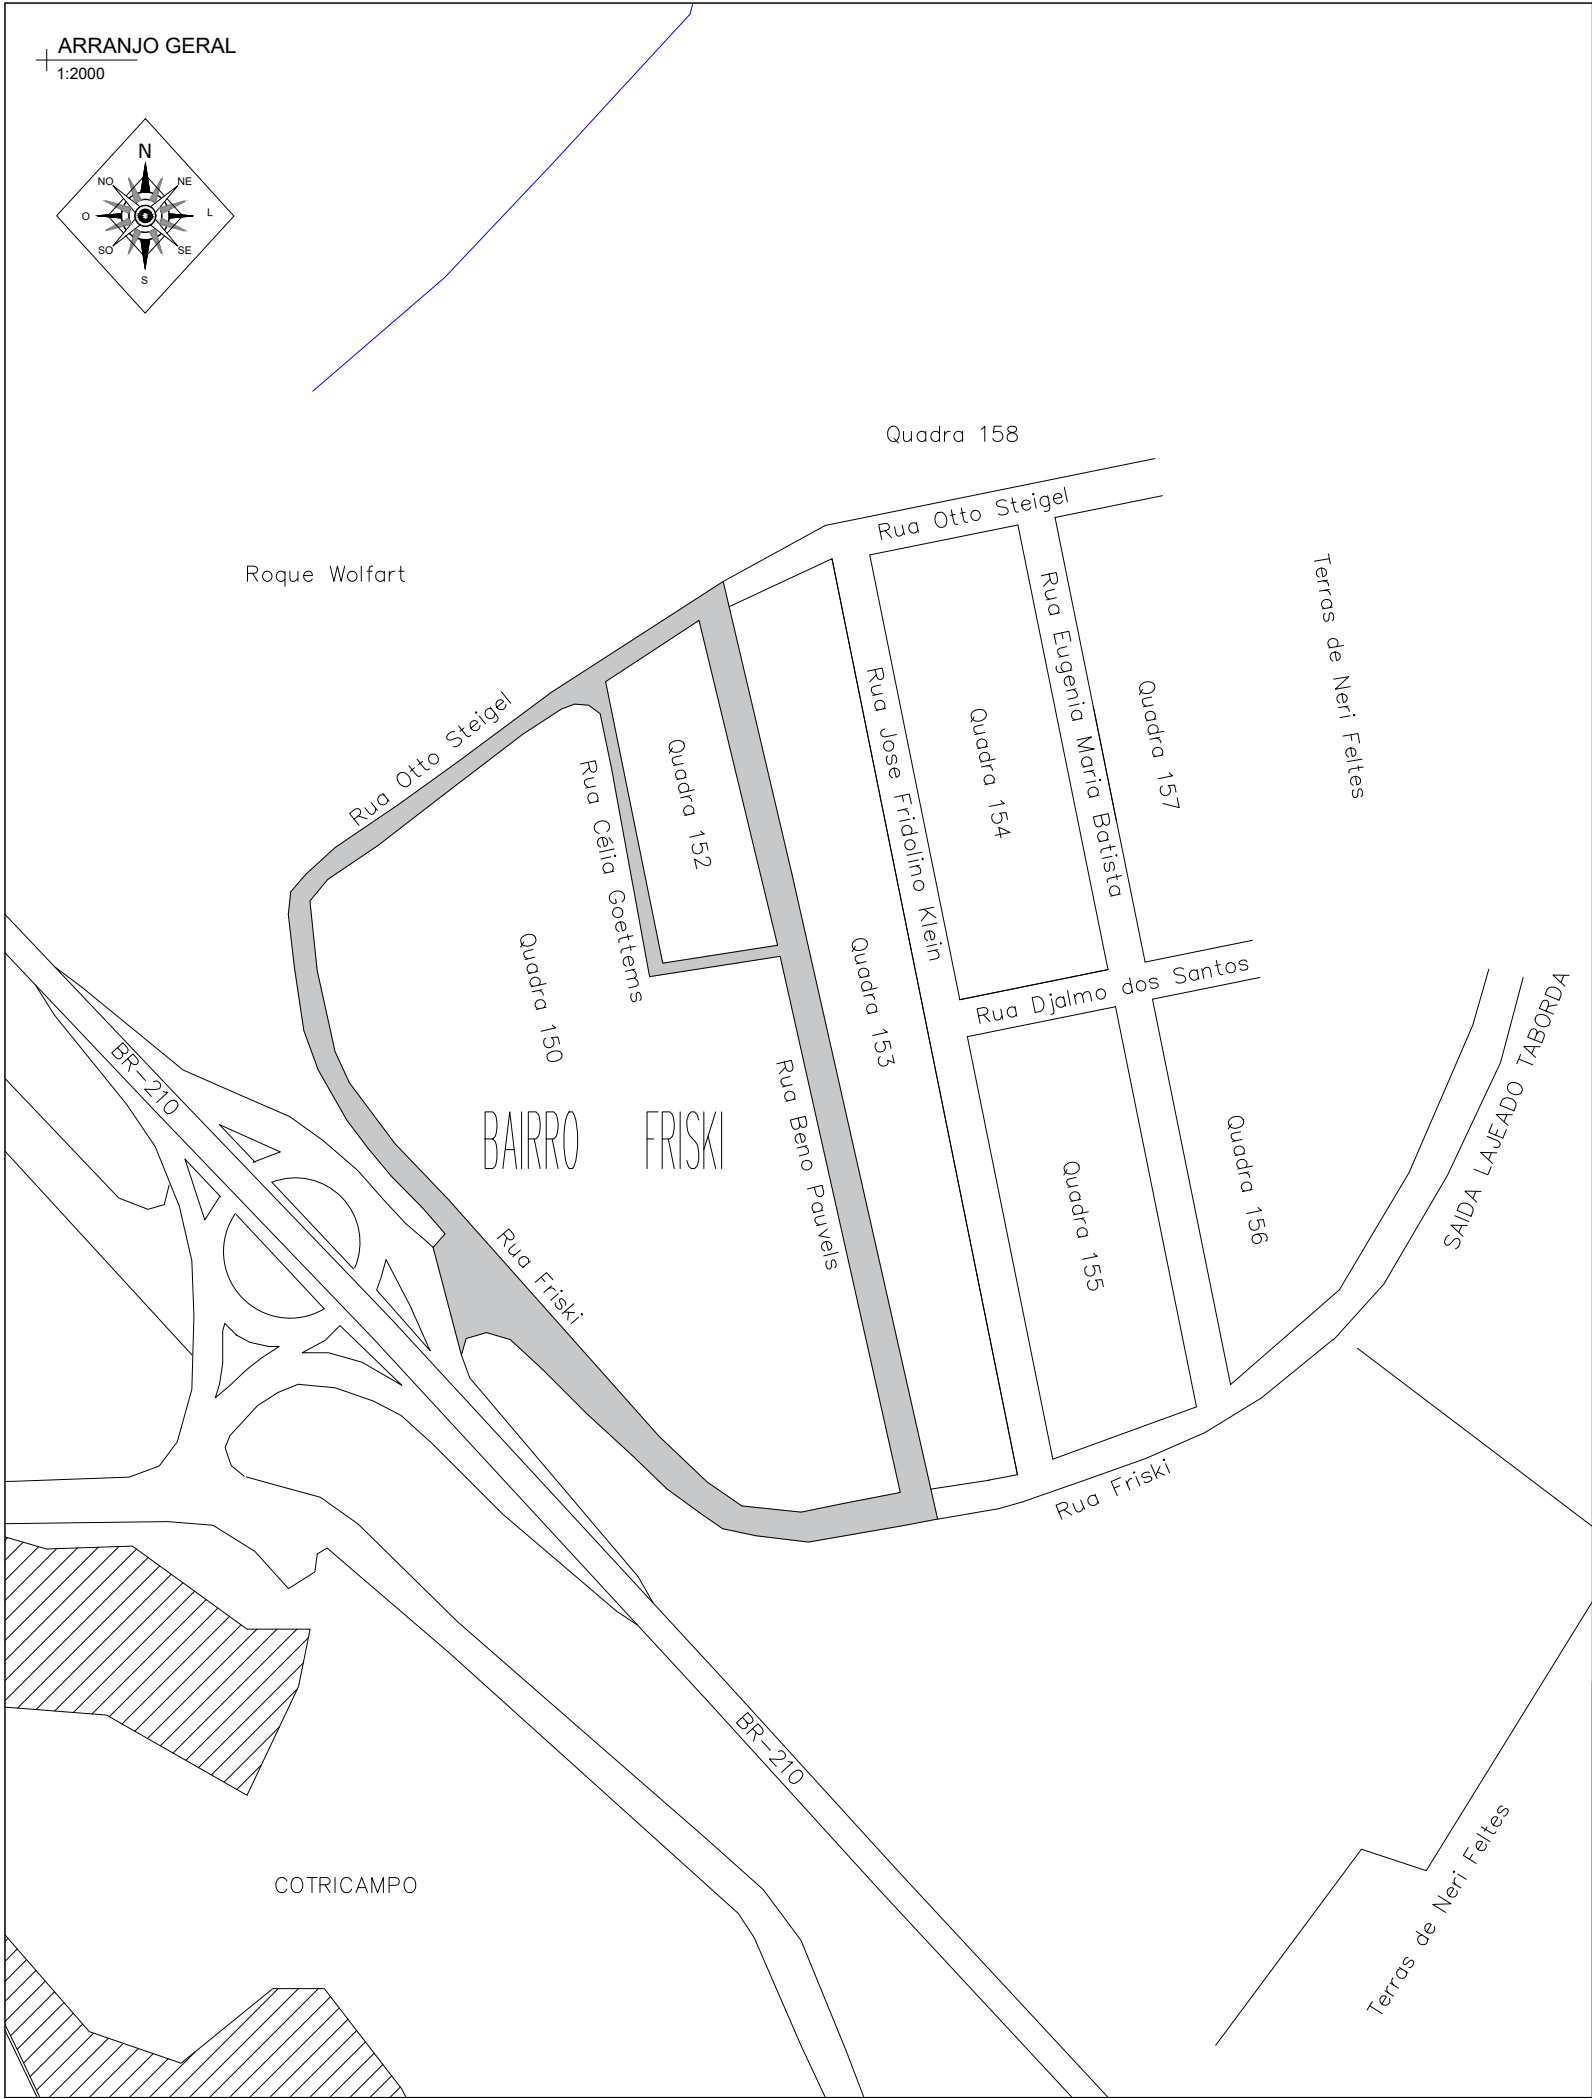 ARRANJO GERAL
1:2000
N
NO
NE
O
L
SO
SE
S
Quadra 158
Rua Otto Steigel
Roque Wolfart
Terras de Neri Feltes
Rua Eugenia Maria Batista
Rua Jose Fridolino Klein
Quadra 157
Quadra 154
Rua Otto Steigel
Quadra 152
Rua Célia Goettems
Quadra 150
Quadra 153
Rua Djalmo dos Santos
SAIDA LAJEADO TABORDA
BR-210
BAIRRO FRISKI
Rua Beno Pauvels
Quadra 156
Quadra 155
Rua Friski
Rua Friski
BR-210
COTRICAMPO
Terras de Neri Feltes